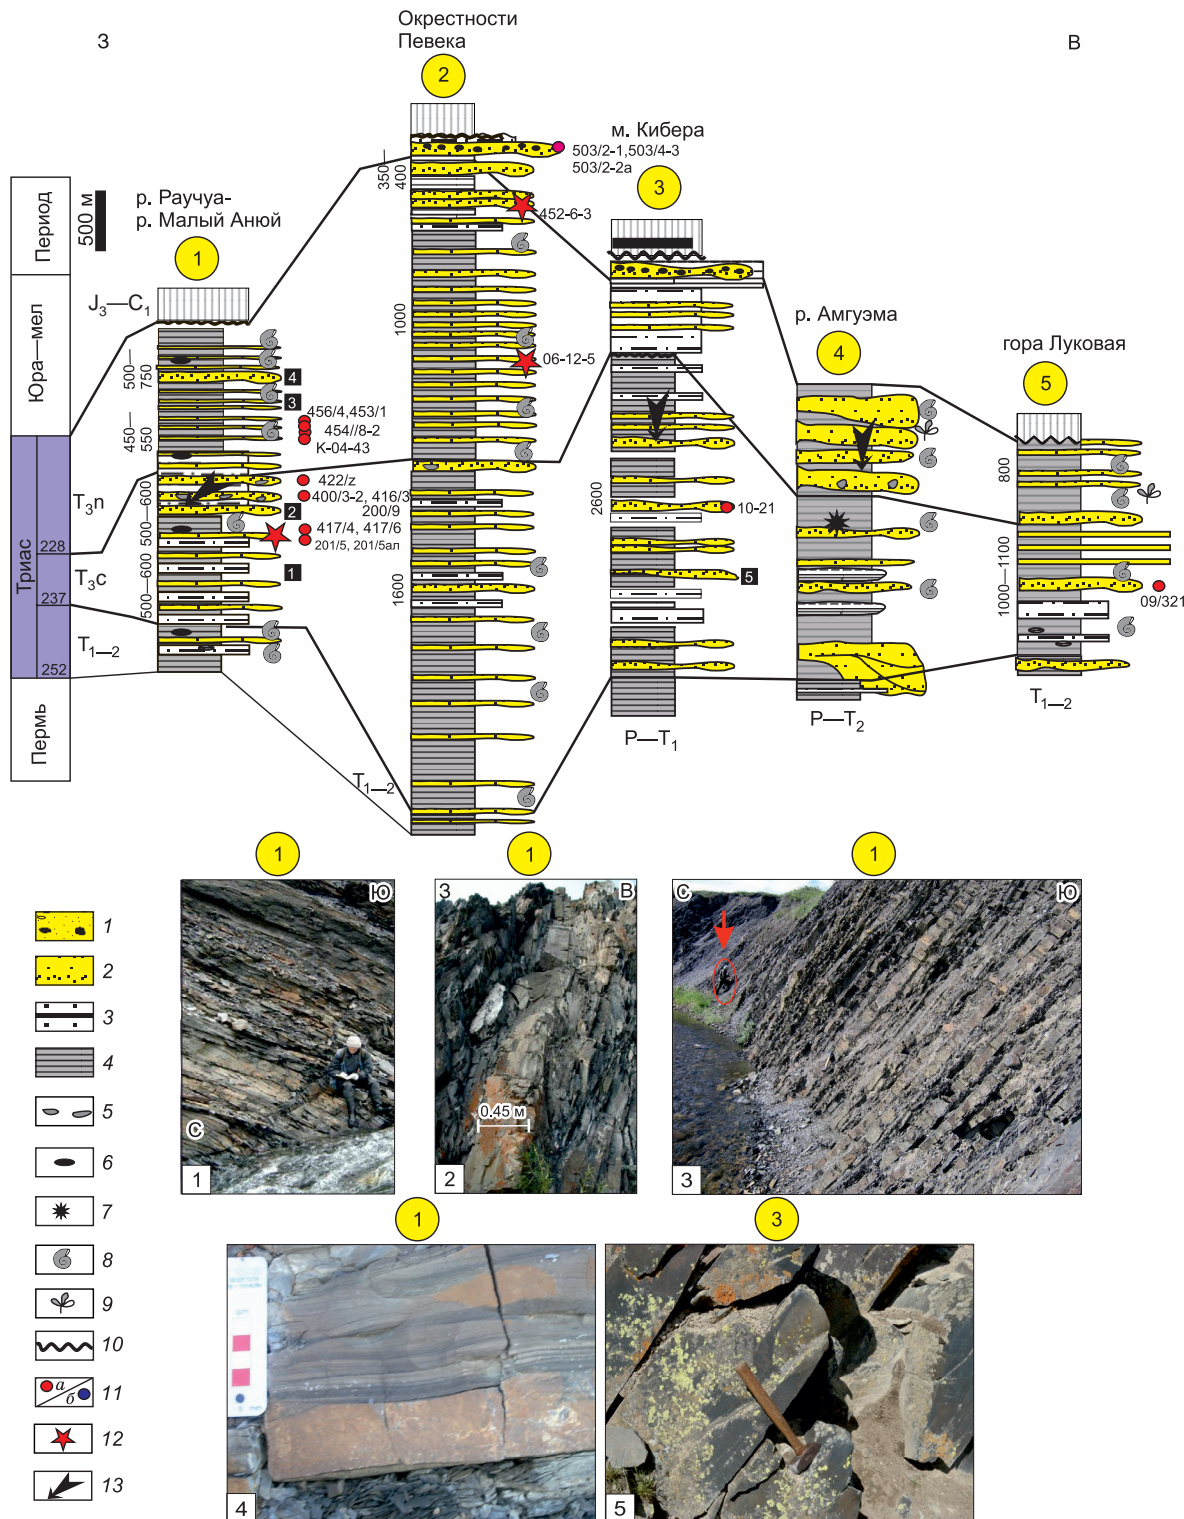 З
Окрестности
Певека
В
2
м. Кибера
3
503/2-1,503/4-3
503/2-2а
350—
400
452-6-3
Период
500 м
р. Раучуа-
р. Малый Анюй
1
J3—C1
р. Амгуэма
4
гора Луковая
5
Юра—мел
500—
750
4
3
1000
06-12-5
456/4,453/1
454//8-2
К-04-43
450—
550
800
T3n
600
422/z
400/3-2, 416/3
200/9
2
417/4, 417/6
201/5, 201/5ал
500—
2600
10-21
Триас
228
T3c
237
T1—2
252
500—600
1
1600
5
1000—1100
09/321
Пермь
T1—2
P—T1
P—T2
T1—2
1
1
1
Ю
С
1
З
В
0.45 м
2
С
Ю
3
1
3
4
5
1
2
3
4
5
6
7
8
9
10
а
б
11
12
13